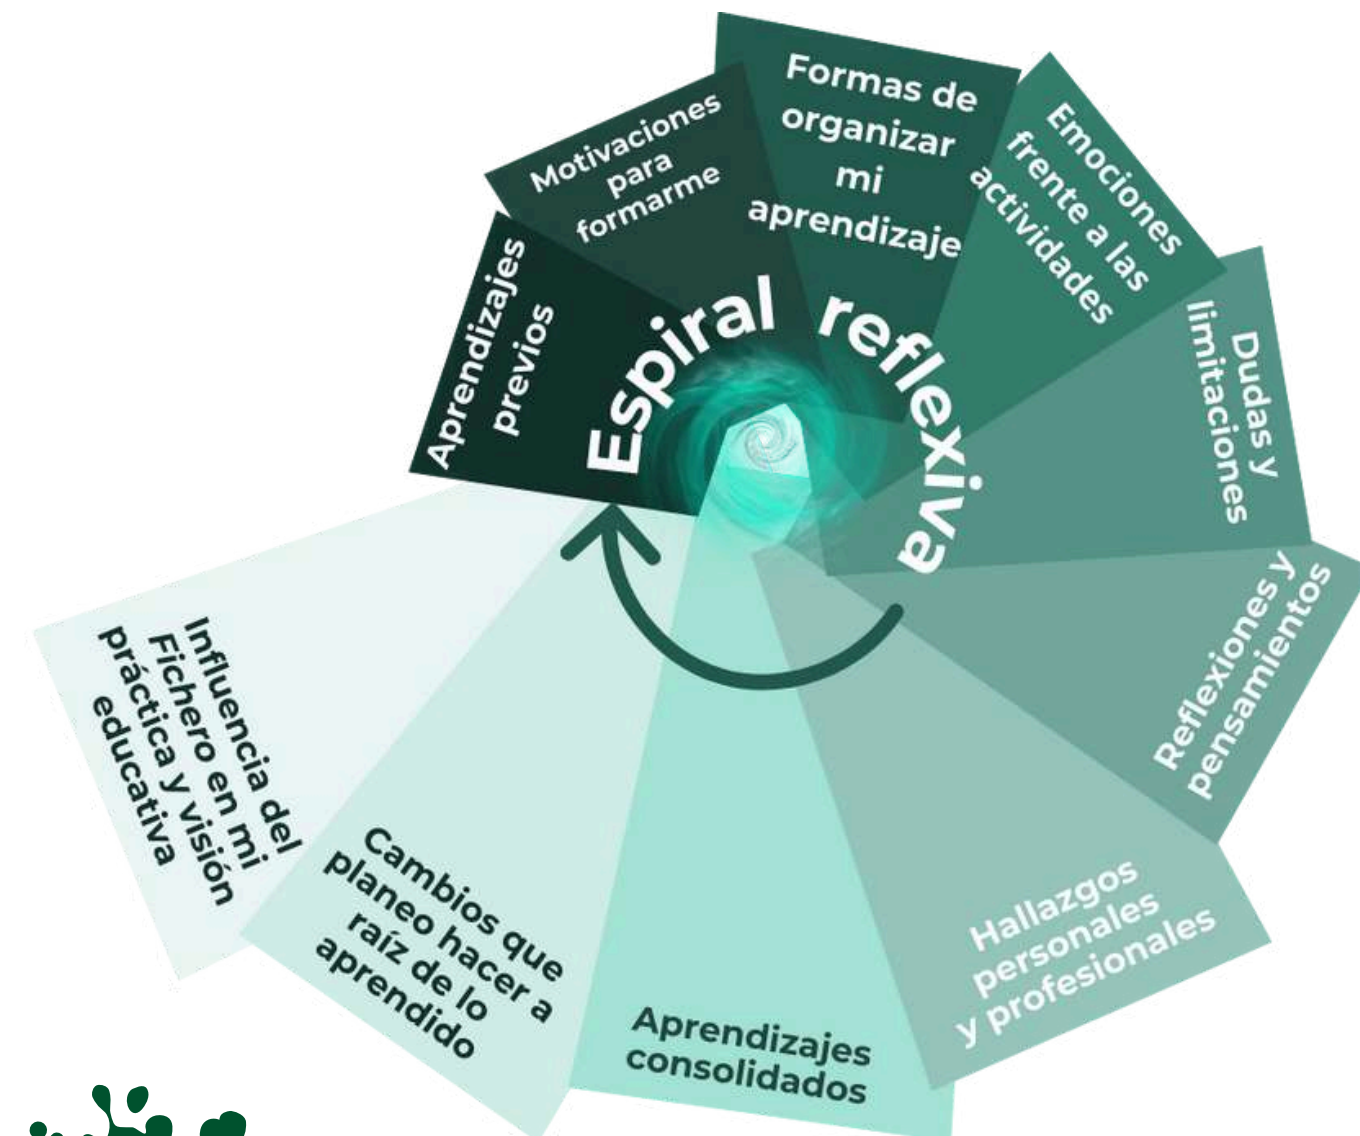 Espiral reflexiva
Aprendizajes
previos
Motivaciones
para
formarme
Formas de
organizar
mi
aprendizaje
Emociones
frente a las
actividades
Dudas y
limitaciones
Reflexiones y
pensamientos
Hallazgos
personales
y profesionales
Aprendizajes
consolidados
Cambios que
planeo hacer a
raíz de lo
aprendido
Influencia del
Fichero en mi
práctica y visión
educativa